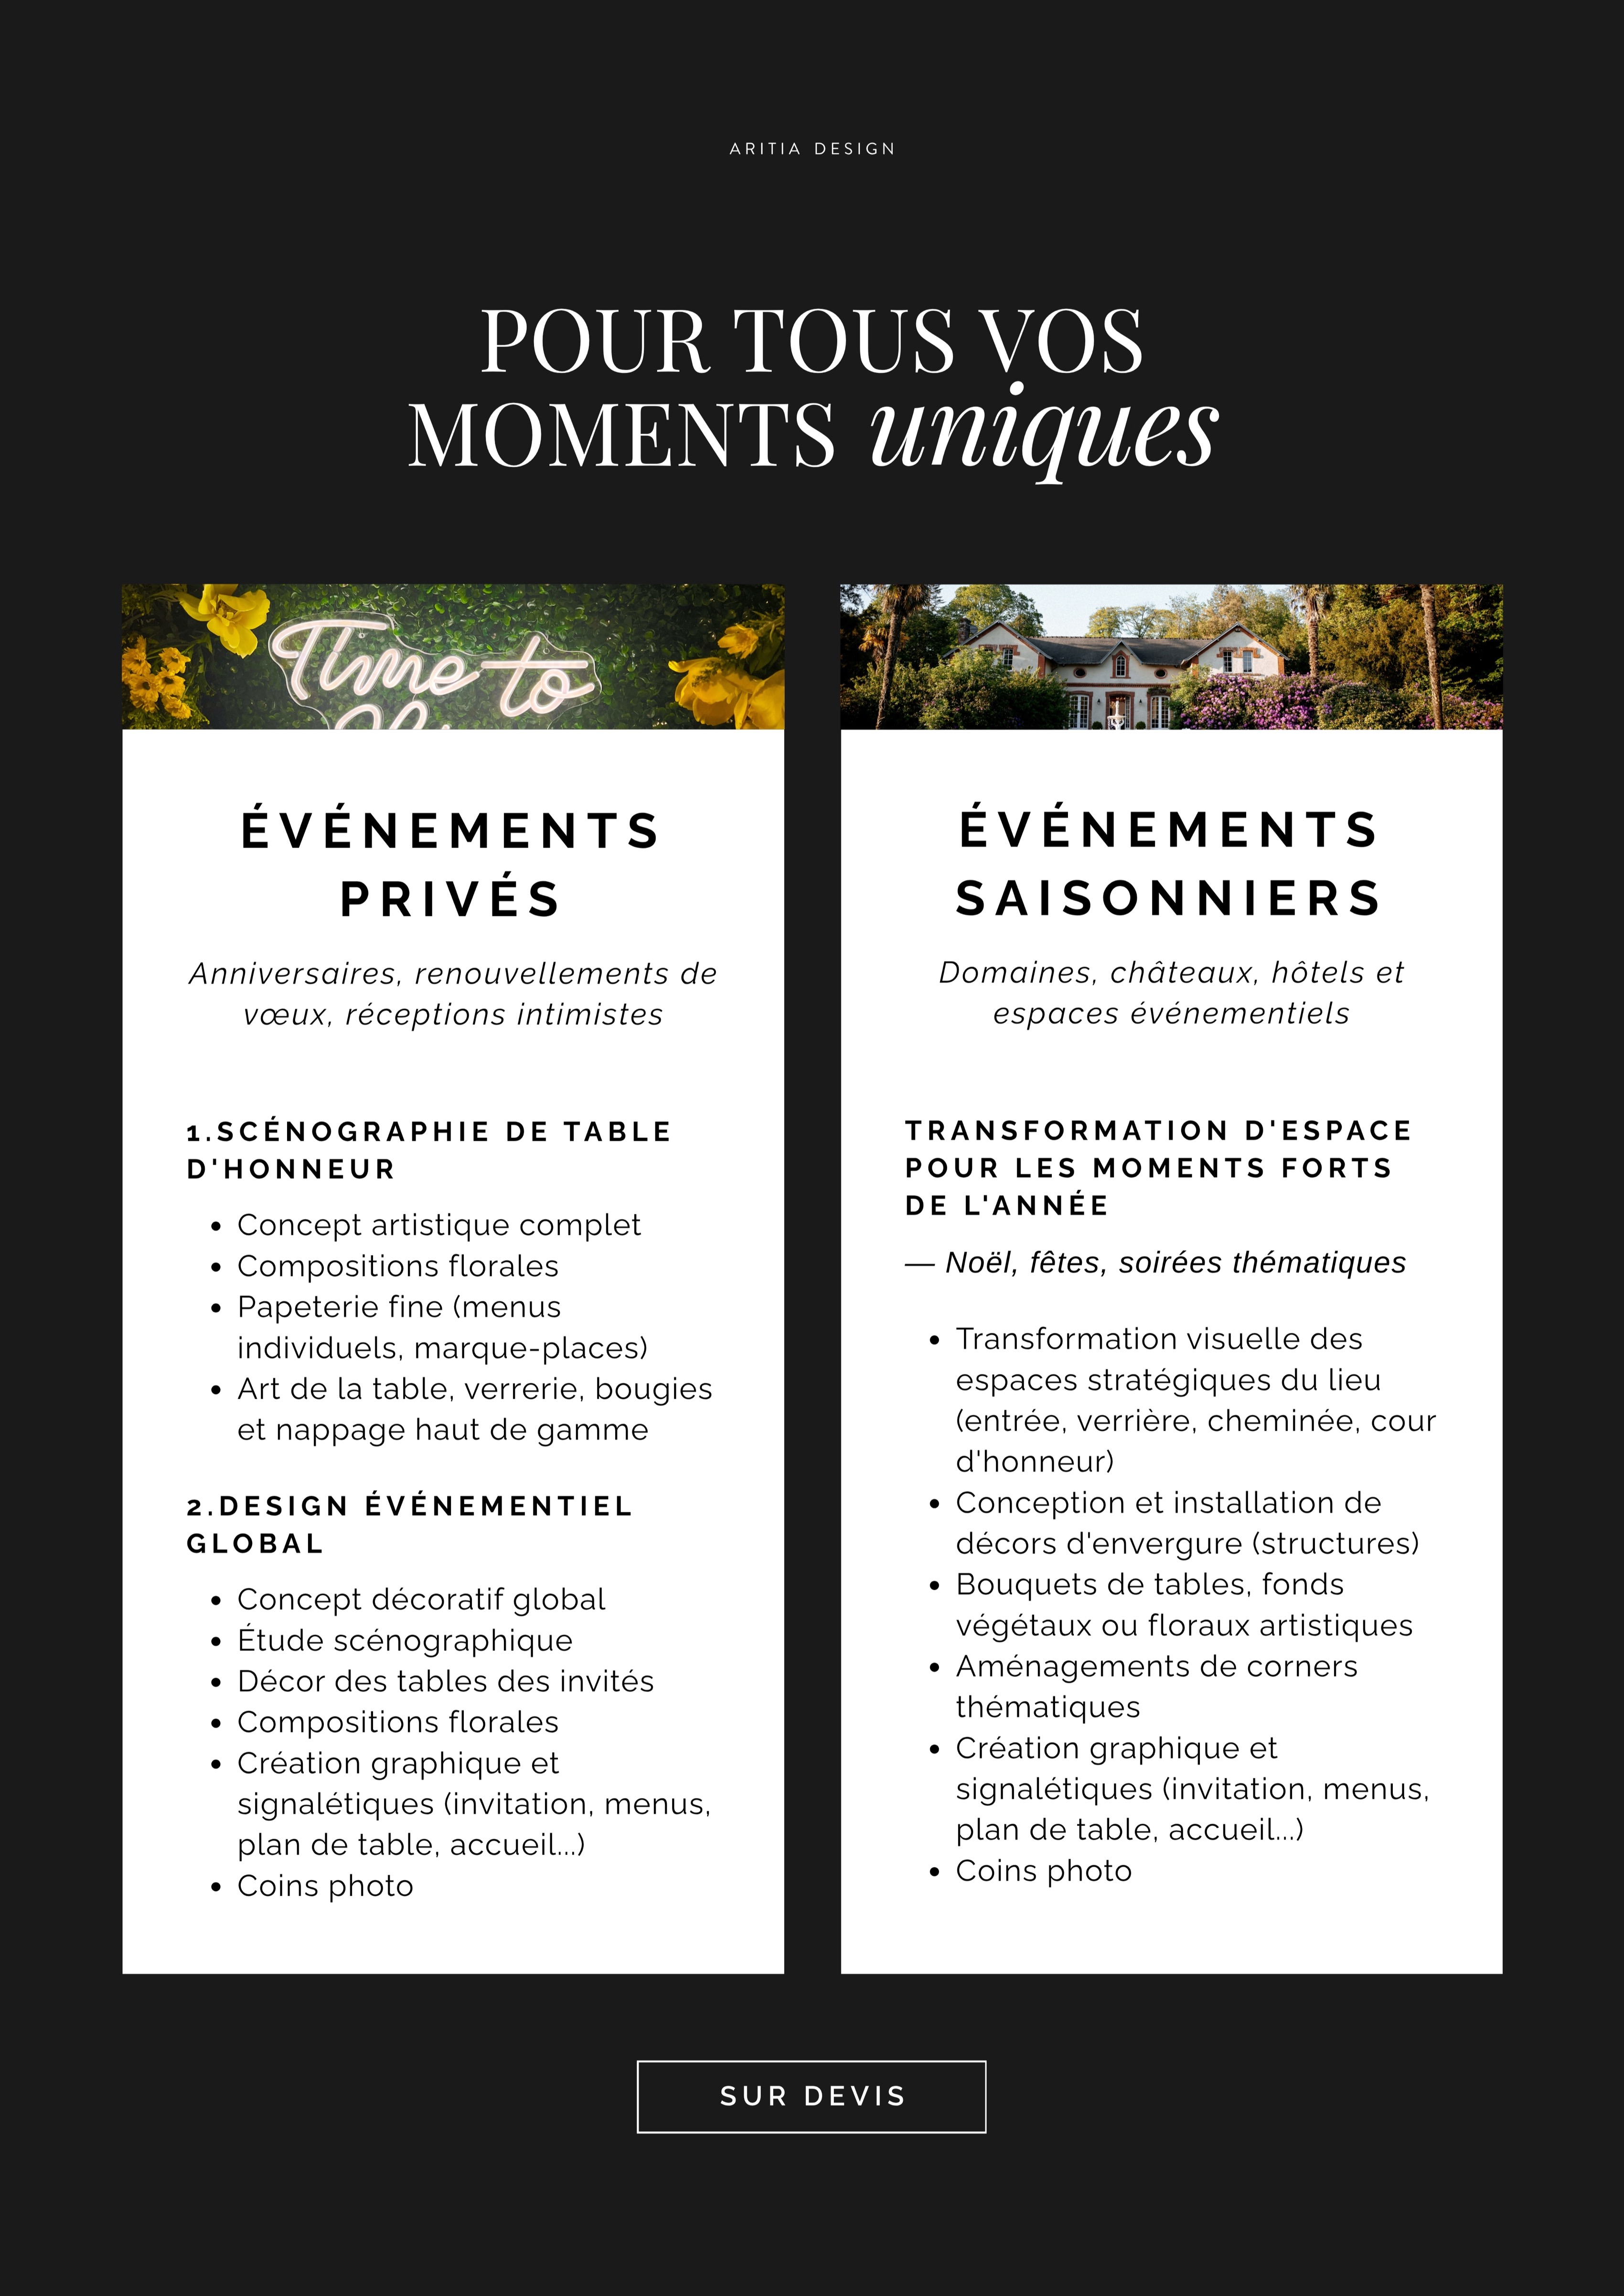 ARITIA DESIGN
POUR TOUS VOS
MOMENTS uniques
Time to
ÉVÉNEMENTS
PRIVÉS
Anniversaires, renouvellements de
vœux, réceptions intimistes
1.SCÉNOGRAPHIE DE TABLE
D'HONNEUR
• Concept artistique complet
• Compositions florales
• Papeterie fine (menus
individuels, marque-places)
• Art de la table, verrerie, bougies
et nappage haut de gamme
2.DESIGN ÉVÉNEMENTIEL
GLOBAL
• Concept décoratif global
• Étude scénographique
• Décor des tables des invités
• Compositions florales
• Création graphique et
signalétiques (invitation, menus,
plan de table, accueil...)
• Coins photo
ÉVÉNEMENTS
SAISONNIERS
Domaines, châteaux, hôtels et
espaces événementiels
TRANSFORMATION D'ESPACE
POUR LES MOMENTS FORTS
DE L'ANNÉE
— Noël, fêtes, soirées thématiques
• Transformation visuelle des
espaces stratégiques du lieu
(entrée, verrière, cheminée, cour
d'honneur)
• Conception et installation de
décors d'envergure (structures)
• Bouquets de tables, fonds
végétaux ou floraux artistiques
• Aménagements de corners
thématiques
• Création graphique et
signalétiques (invitation, menus,
plan de table, accueil...)
• Coins photo
SUR DEVIS